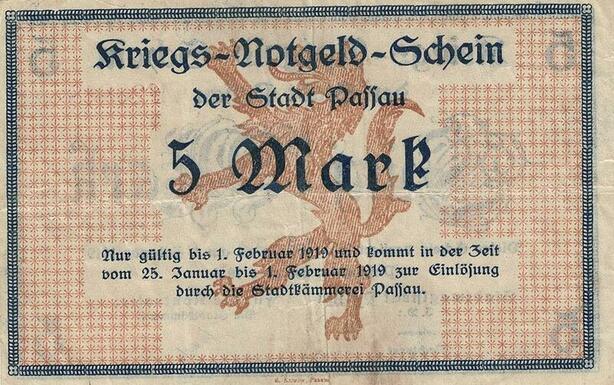 Kriegs-Notgeld-Schein
der Stadt Passau
5 Mark
Nur gültig bis 1. Februar 1919 und kommt in der Zeit
vom 25. Januar bis 1. Februar 1919 zur Einlösung
durch die Stadtkämmerei Passau.